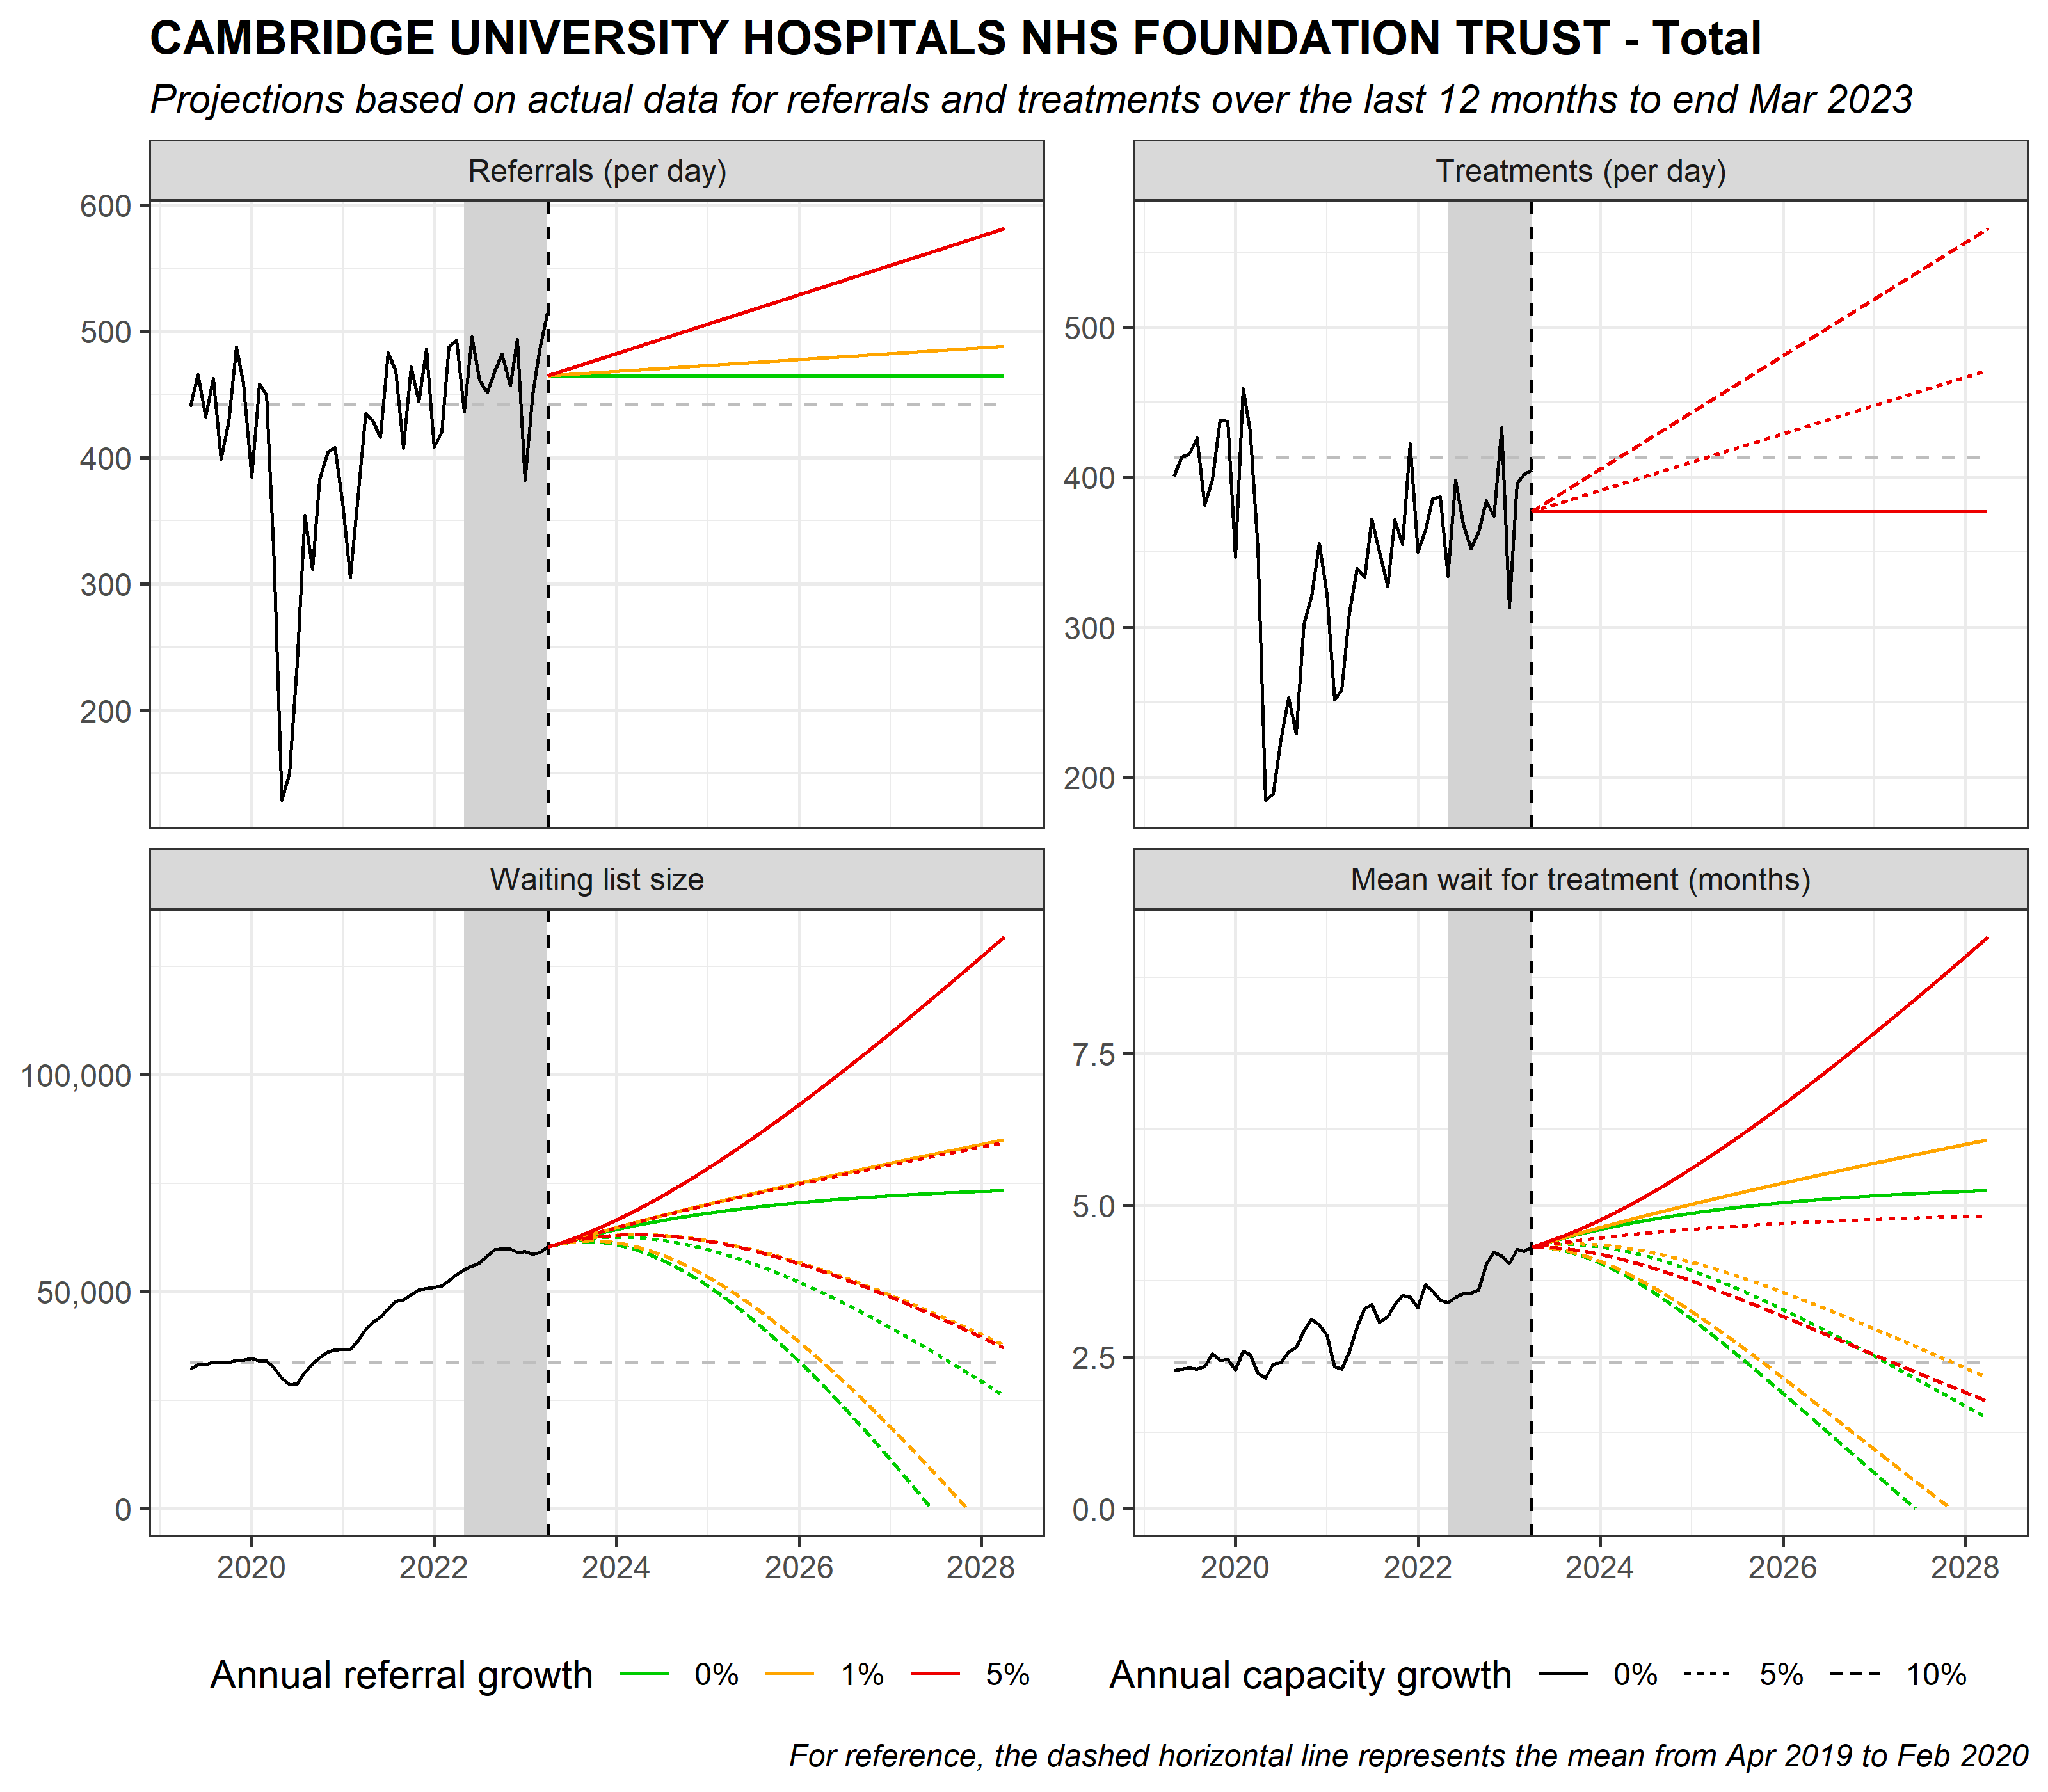 CAMBRIDGE UNIVERSITY HOSPITALS NHS FOUNDATION TRUST - Total
Projections based on actual data for referrals and treatments over the last 12 months to end Mar 2023
Referrals (per day)
600
500
400
300
200
Treatments (per day)
500
400
300
200
Waiting list size
100,000
50,000
0
2020 2022 2024 2026 2028
Mean wait for treatment (months)
7.5
5.0
2.5
0.0
2020 2022 2024 2026 2028
Annual referral growth 0% 1% 5%
Annual capacity growth 0% 5% 10%
For reference, the dashed horizontal line represents the mean from Apr 2019 to Feb 2020